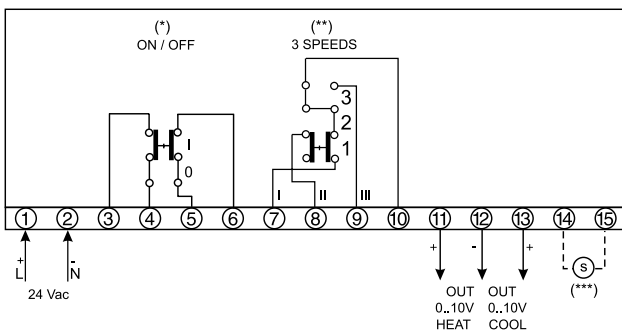 (*)
ON / OFF
(**)
3 SPEEDS
3
2
1
I
0
I II III
1 2 3 4 5 6 7 8 9 10 11 12 13 14 15
+ -
L N
24 Vac
+ - +
S
(***)
OUT OUT
0..10V 0..10V
HEAT COOL